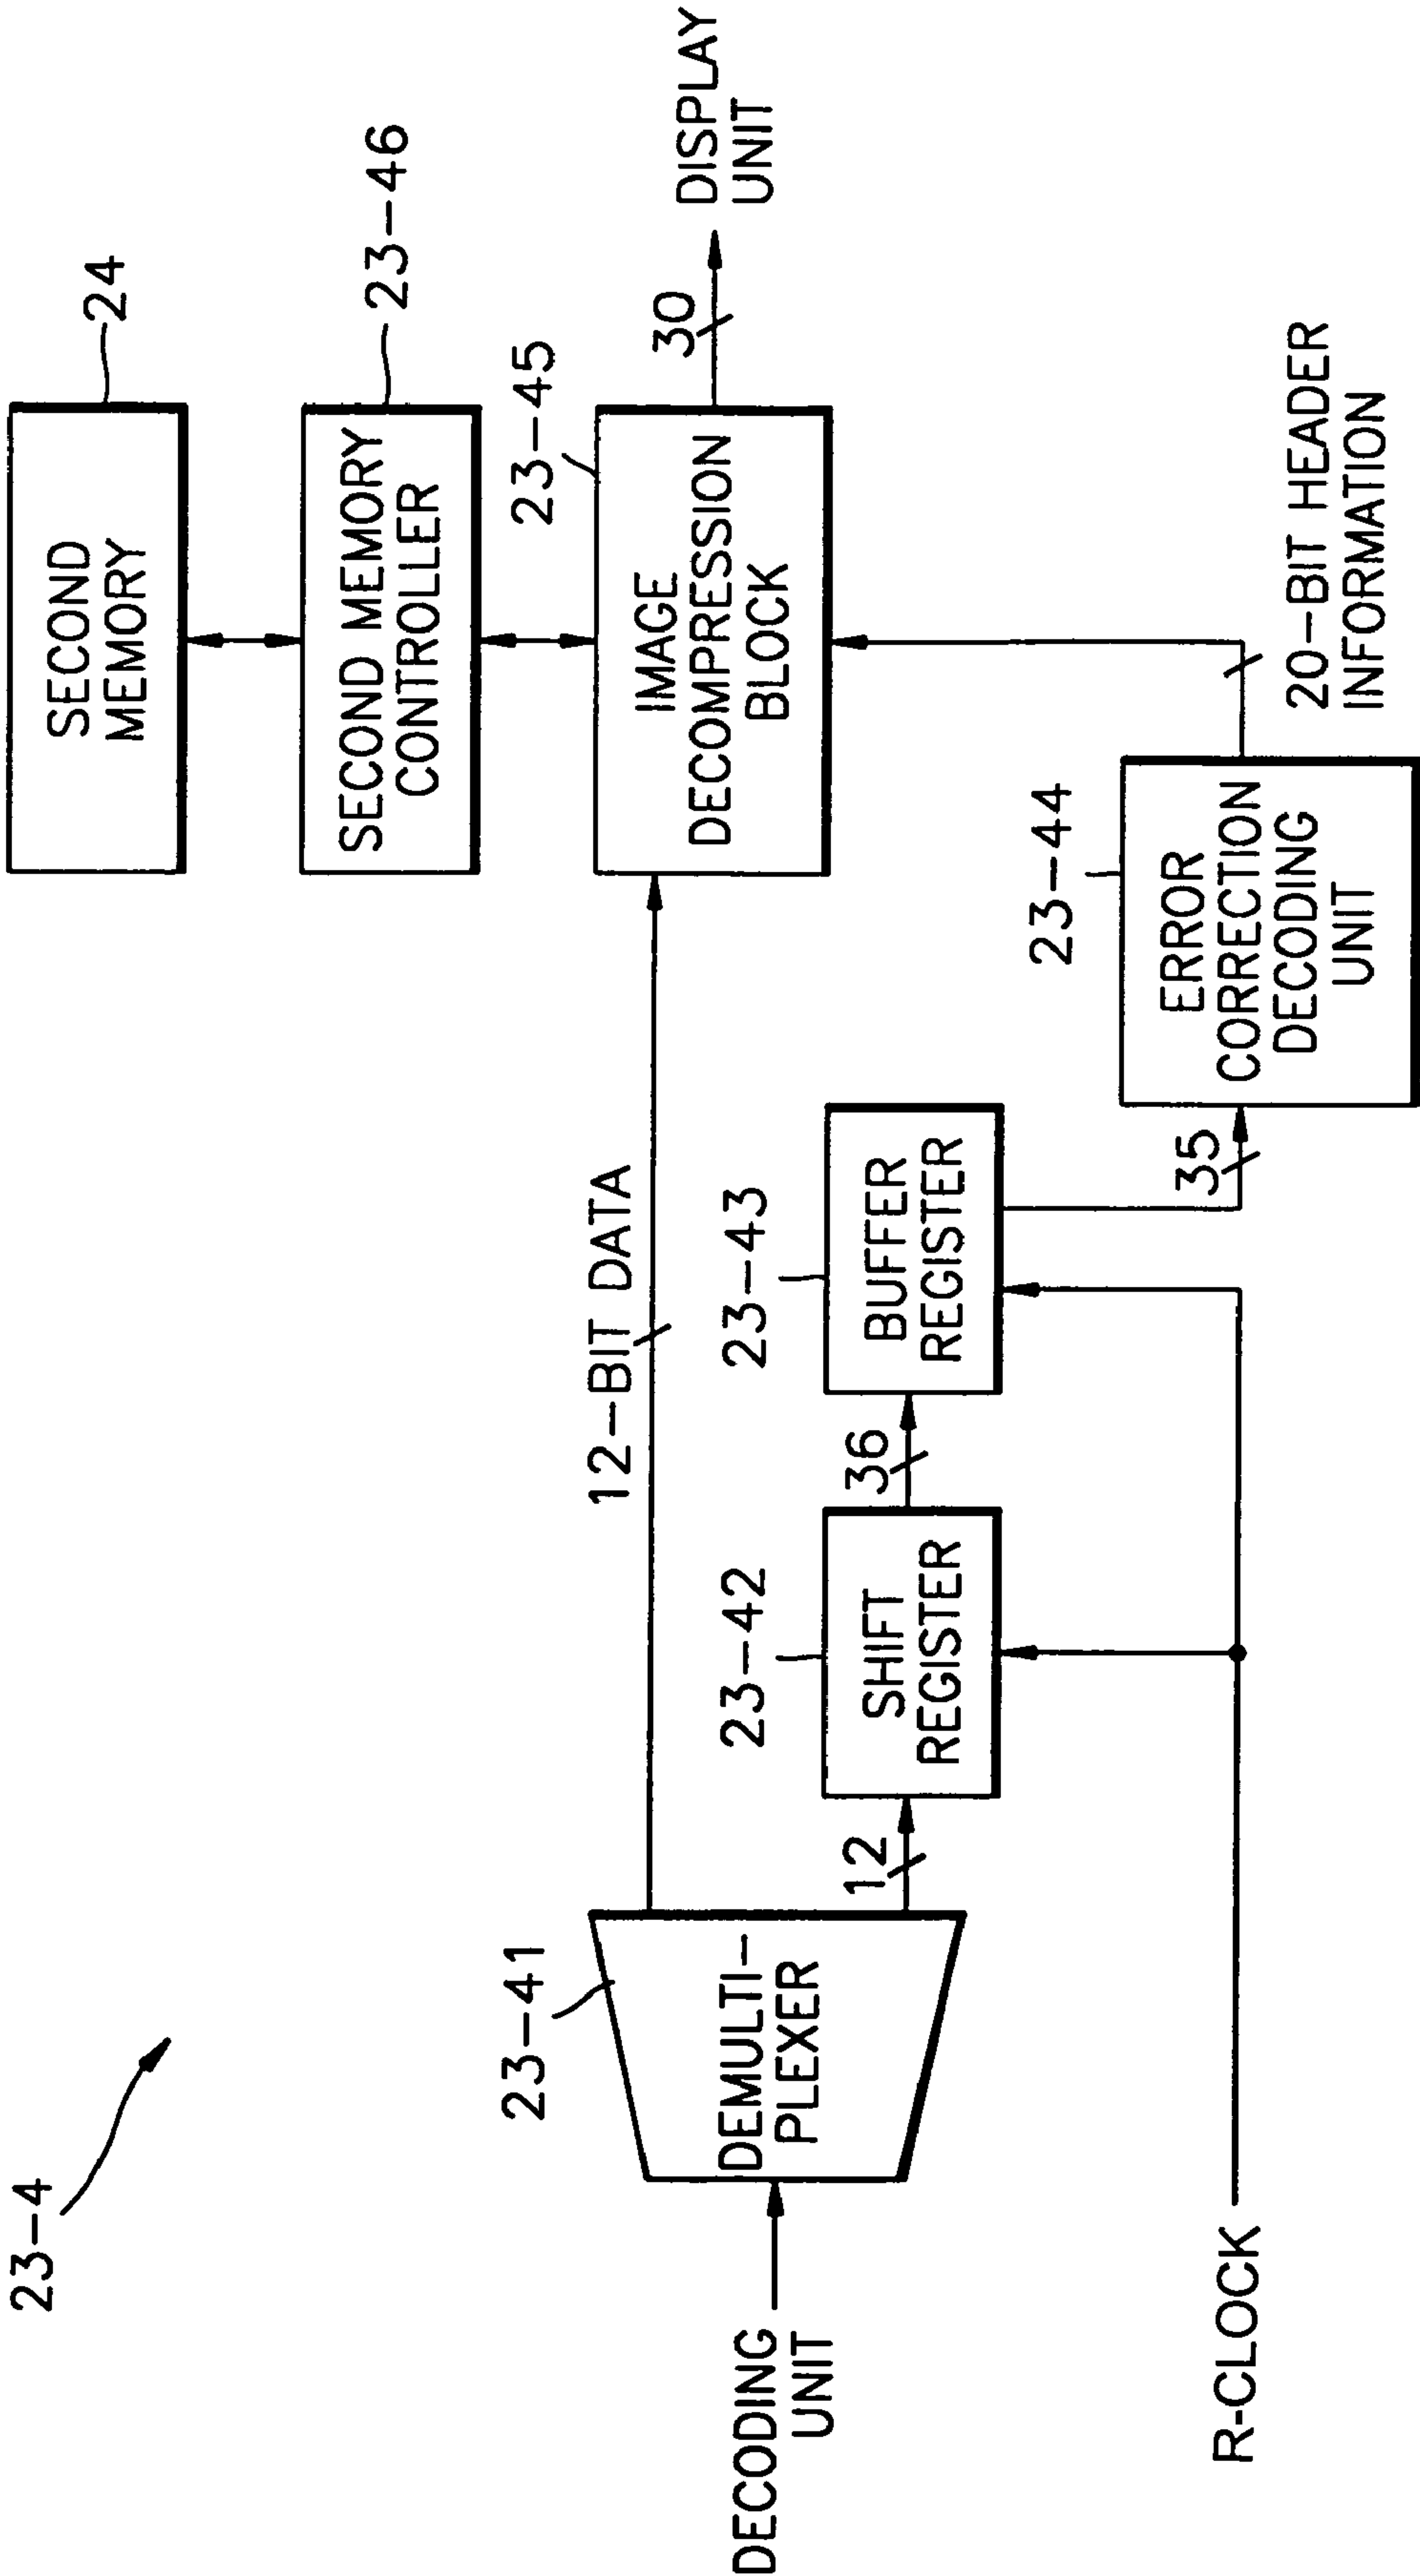 23-4
SECOND
MEMORY
24
SECOND MEMORY
CONTROLLER
23-46
23-45
IMAGE
DECOMPRESSION
BLOCK
30
DISPLAY
UNIT
12-BIT DATA
23-41
DEMULTI-
PLEXER
DECODING
UNIT
12
23-42
SHIFT
REGISTER
36
23-43
BUFFER
REGISTER
35
23-44
ERROR
CORRECTION
DECODING
UNIT
20-BIT HEADER
INFORMATION
R-CLOCK